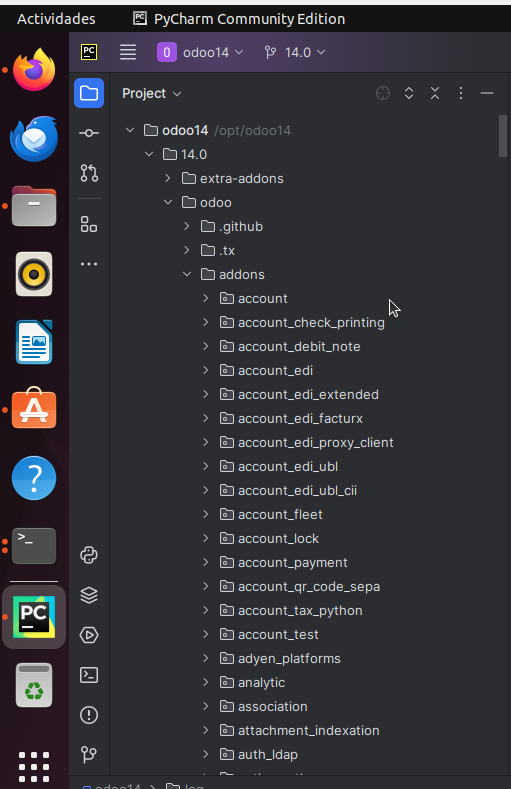 Actividades PyCharm Community Edition
PC O odoo14 14.0
Project
odoo14 /opt/odoo14
14.0
extra-addons
odoo
.github
.tx
addons
account
account_check_printing
account_debit_note
account_edi
account_edi_extended
account_edi_facturx
account_edi_proxy_client
account_edi_ubl
account_edi_ubl_cii
account_fleet
account_lock
account_payment
account_qr_code_sepa
account_tax_python
account_test
adyen_platforms
analytic
association
attachment_indexation
auth_ldap
PC